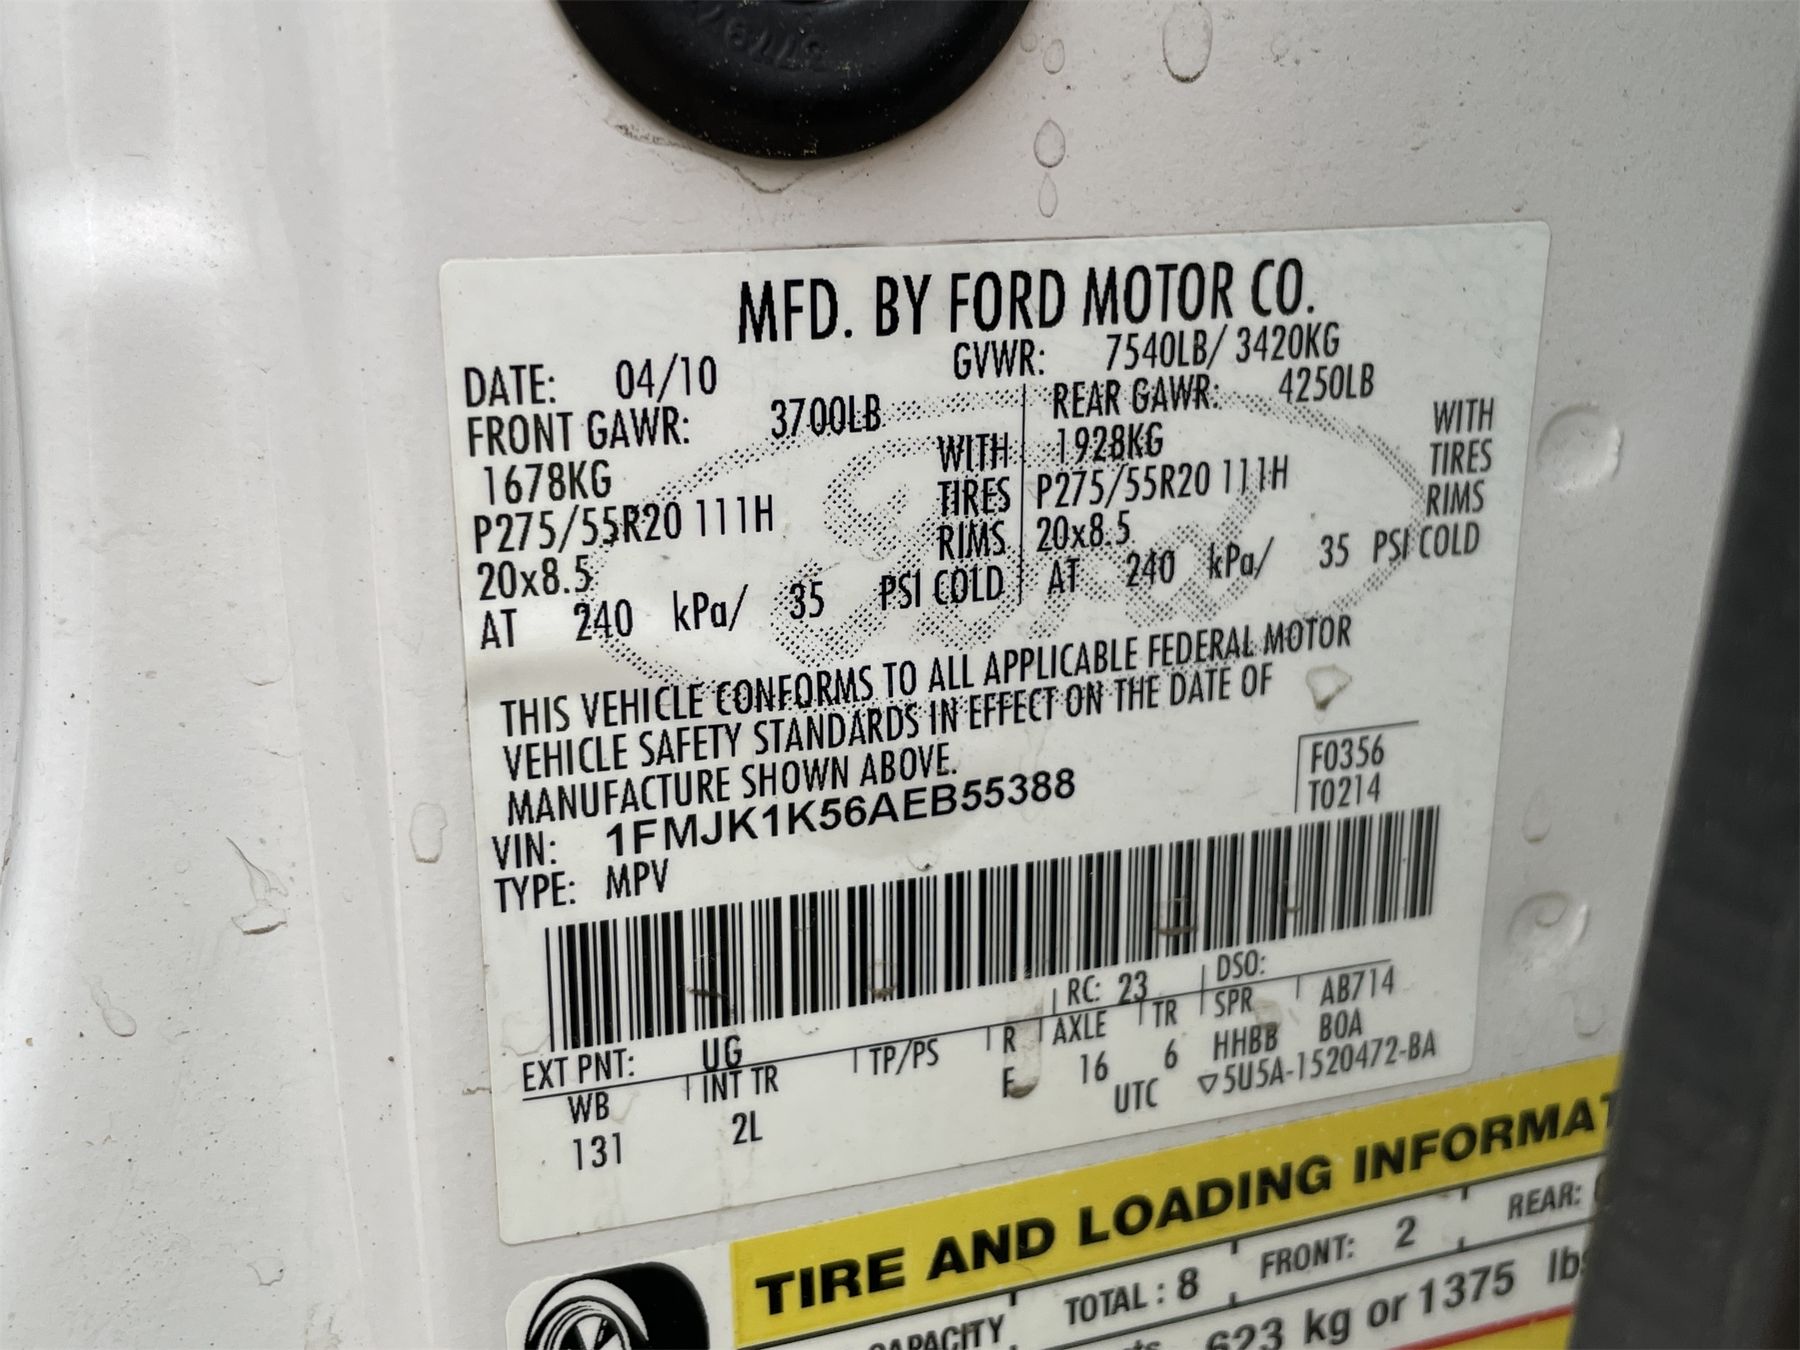 MFD. BY FORD MOTOR CO.
DATE: 04/10 GVWR: 7540LB/ 3420KG
FRONT GAWR: 3700LB REAR GAWR: 4250LB
1678KG WITH 1928KG WITH
P275/55R20 111H TIRES P275/55R20 111H TIRES
20x8.5 RIMS 20x8.5 RIMS
AT 240 kPa/ 35 PSI COLD AT 240 kPa/ 35 PSI COLD
THIS VEHICLE CONFORMS TO ALL APPLICABLE FEDERAL MOTOR
VEHICLE SAFETY STANDARDS IN EFFECT ON THE DATE OF
MANUFACTURE SHOWN ABOVE.
VIN: 1FMJK1K56AEB55388 F0356
TYPE: MPV T0214
RC: 23 DSO:
EXT PNT: UG R AXLE TR SPR AB714
WB INT TR TP/PS F 16 6 HHBB BOA
131 2L UTC ▽5U5A-1520472-BA
TIRE AND LOADING INFORMAT
CAPACITY TOTAL : 8 FRONT: 2 REAR:
623 kg or 1375 lbs